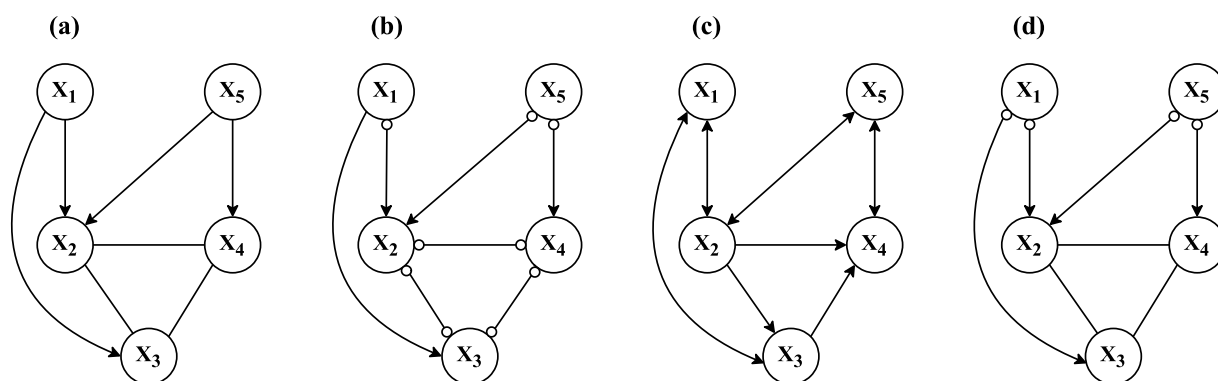 (a) (b) (c) (d)
X₁ X₅ X₁ X₅ X₁ X₅ X₁ X₅
X₂ X₄ X₂ X₄ X₂ X₄ X₂ X₄
X₃ X₃ X₃ X₃